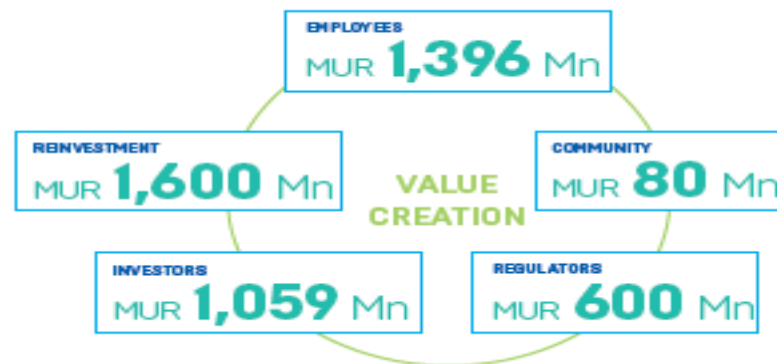 EMPLOYEES
MUR 1,396 Mn
REINVESTMENT
MUR 1,600 Mn
VALUE
CREATION
COMMUNITY
MUR 80 Mn
INVESTORS
MUR 1,059 Mn
REGULATORS
MUR 600 Mn